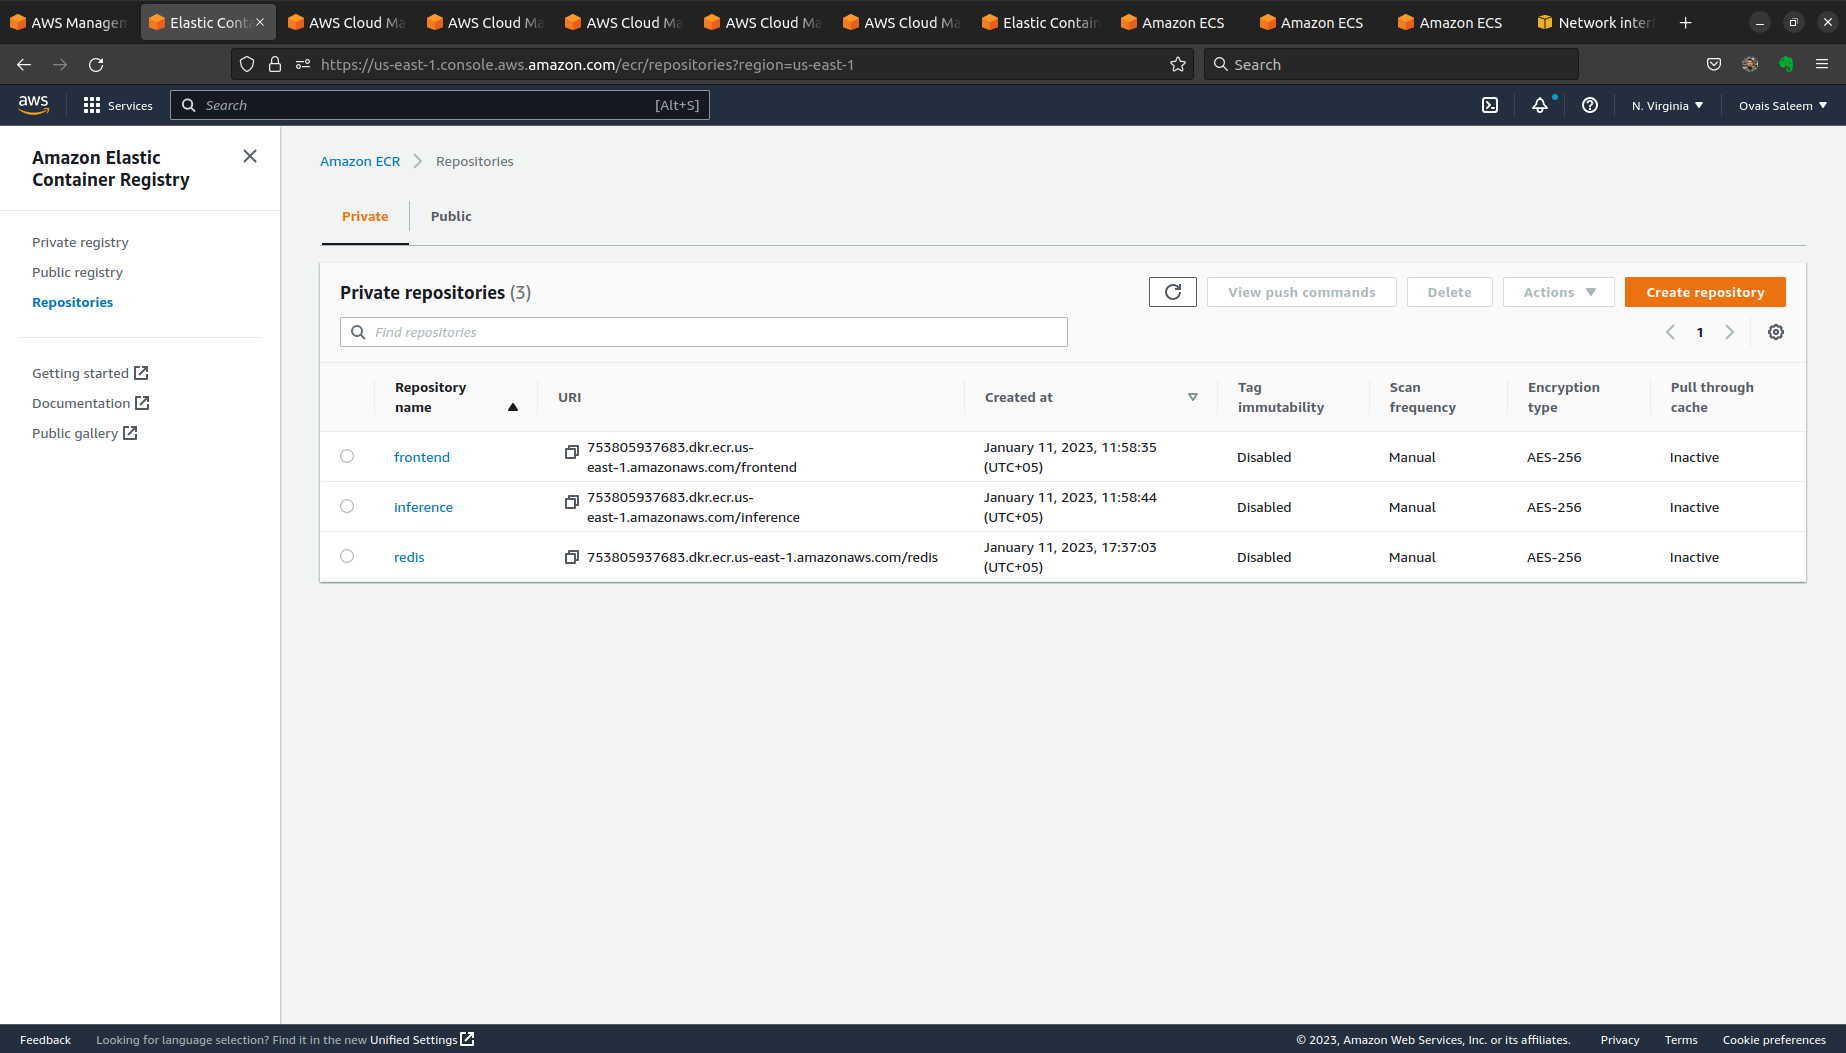 AWS Managem
Elastic Cont
AWS Cloud Ma
AWS Cloud Ma
AWS Cloud Ma
AWS Cloud Ma
AWS Cloud Ma
Elastic Contain
Amazon ECS
Amazon ECS
Amazon ECS
Network inter
https://us-east-1.console.aws.amazon.com/ecr/repositories?region=us-east-1
Search
aws
Services
Search
[Alt+S]
N. Virginia
Ovais Saleem
Amazon Elastic
Container Registry
Private registry
Public registry
Repositories
Getting started
Documentation
Public gallery
Amazon ECR
Repositories
Private
Public
Private repositories (3)
View push commands
Delete
Actions
Create repository
Find repositories
1
Repository
name
URI
Created at
Tag
immutability
Scan
frequency
Encryption
type
Pull through
cache
frontend
753805937683.dkr.ecr.us-
east-1.amazonaws.com/frontend
January 11, 2023, 11:58:35
(UTC+05)
Disabled
Manual
AES-256
Inactive
inference
753805937683.dkr.ecr.us-
east-1.amazonaws.com/inference
January 11, 2023, 11:58:44
(UTC+05)
Disabled
Manual
AES-256
Inactive
redis
753805937683.dkr.ecr.us-east-1.amazonaws.com/redis
January 11, 2023, 17:37:03
(UTC+05)
Disabled
Manual
AES-256
Inactive
Feedback
Looking for language selection? Find it in the new Unified Settings
© 2023, Amazon Web Services, Inc. or its affiliates.
Privacy
Terms
Cookie preferences